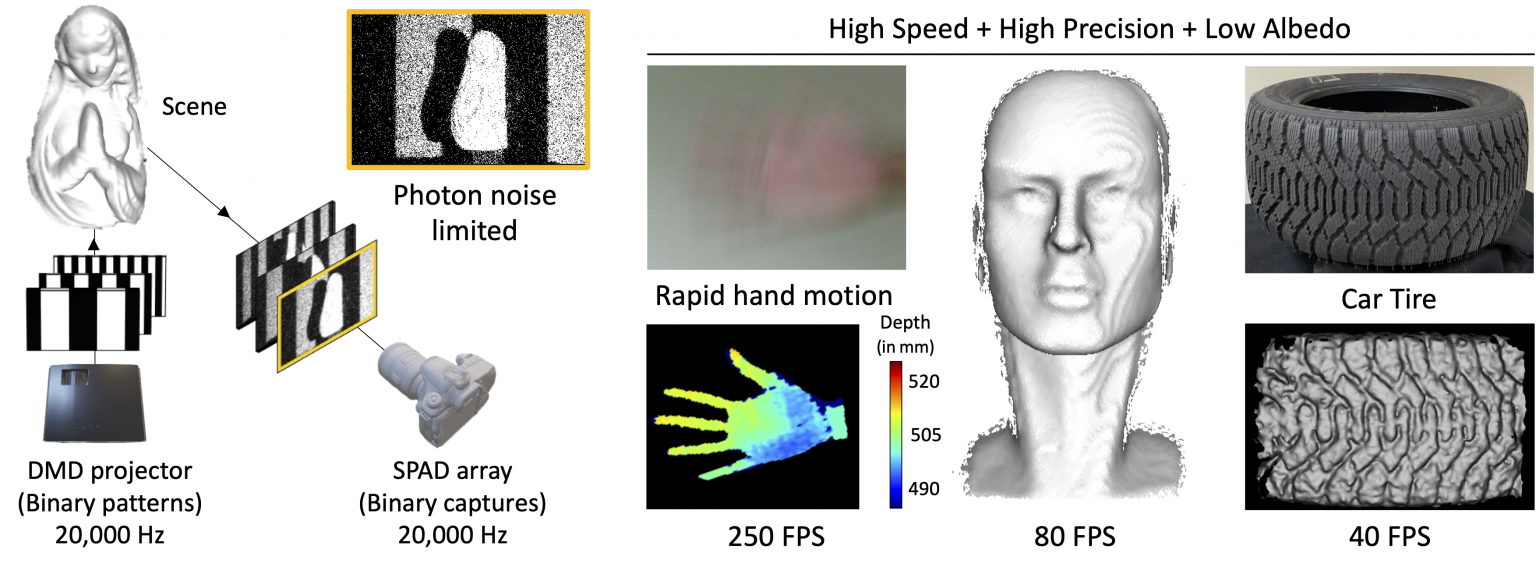 Scene
Photon noise
limited
DMD projector
(Binary patterns)
20,000 Hz
SPAD array
(Binary captures)
20,000 Hz
High Speed + High Precision + Low Albedo
Rapid hand motion
Depth
(in mm)
520
505
490
250 FPS
80 FPS
Car Tire
40 FPS